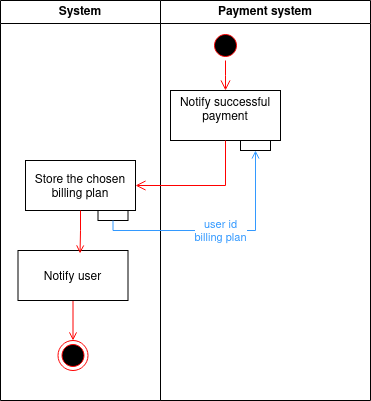 System
Payment system
Notify successful
payment
Store the chosen
billing plan
user id
billing plan
Notify user